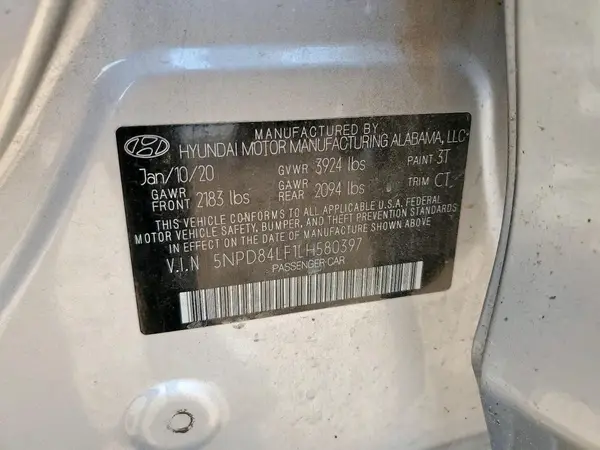 MANUFACTURED BY
HYUNDAI MOTOR MANUFACTURING ALABAMA, LLC
Jan/10/20 GVWR 3924 lbs PAINT 3T
GAWR FRONT 2183 lbs GAWR REAR 2094 lbs TRIM CT
THIS VEHICLE CONFORMS TO ALL APPLICABLE U.S.A. FEDERAL
MOTOR VEHICLE SAFETY, BUMPER, AND THEFT PREVENTION STANDARDS
IN EFFECT ON THE DATE OF MANUFACTURE SHOWN ABOVE.
V.I.N 5NPD84LF1LH580397
PASSENGER CAR